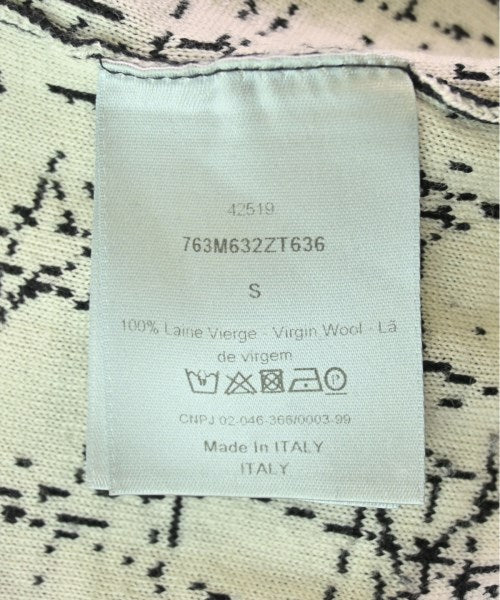 42519
763M632ZT636
S
100% Laine Vierge - Virgin Wool - Lã
de virgem
P
CNPJ 02-046-366/0003-99
Made In ITALY
ITALY